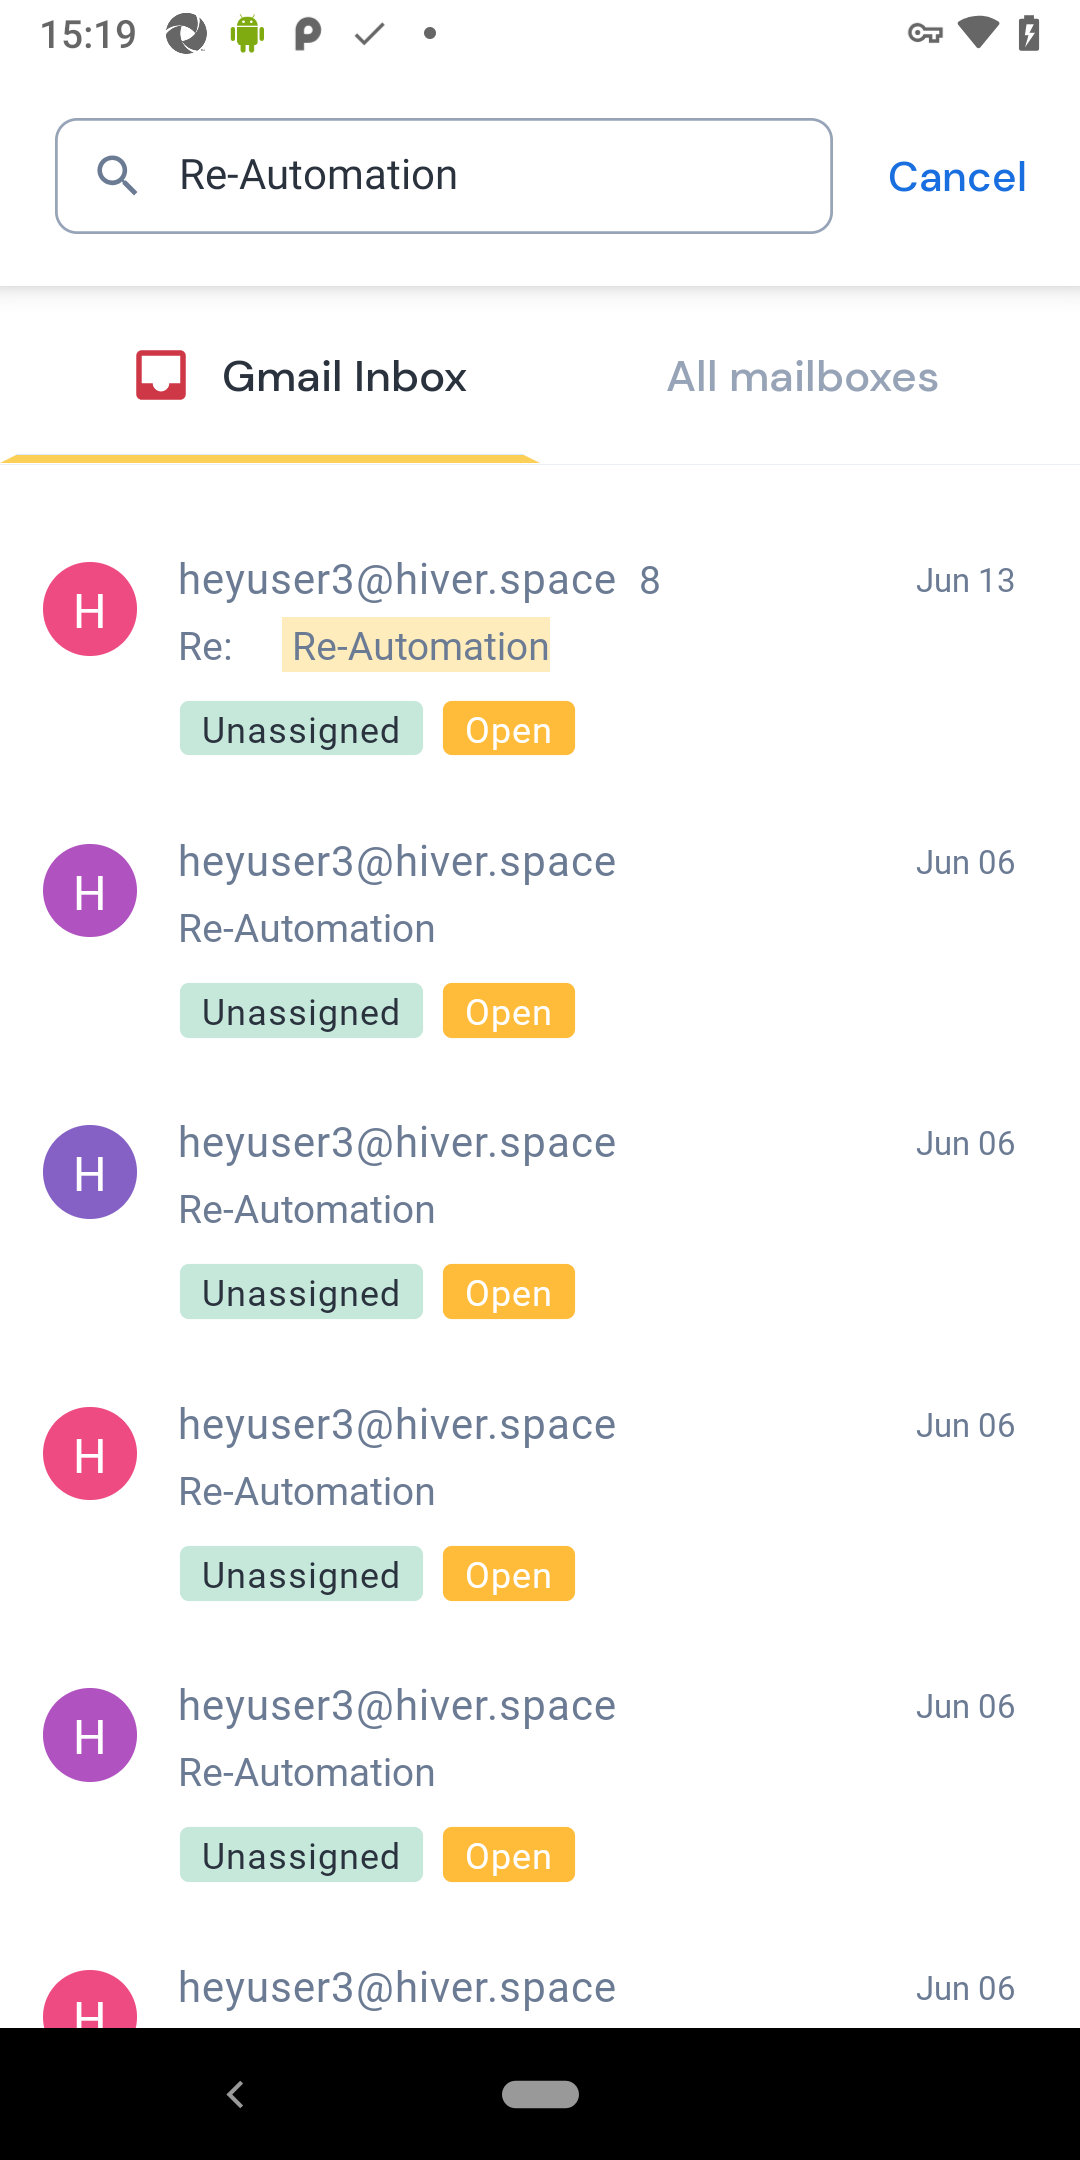 15:19
Re-Automation
Cancel
Gmail Inbox
All mailboxes
H
heyuser3@hiver.space 8
Jun 13
Re: Re-Automation
Unassigned
Open
H
heyuser3@hiver.space
Jun 06
Re-Automation
Unassigned
Open
H
heyuser3@hiver.space
Jun 06
Re-Automation
Unassigned
Open
H
heyuser3@hiver.space
Jun 06
Re-Automation
Unassigned
Open
H
heyuser3@hiver.space
Jun 06
Re-Automation
Unassigned
Open
H
heyuser3@hiver.space
Jun 06